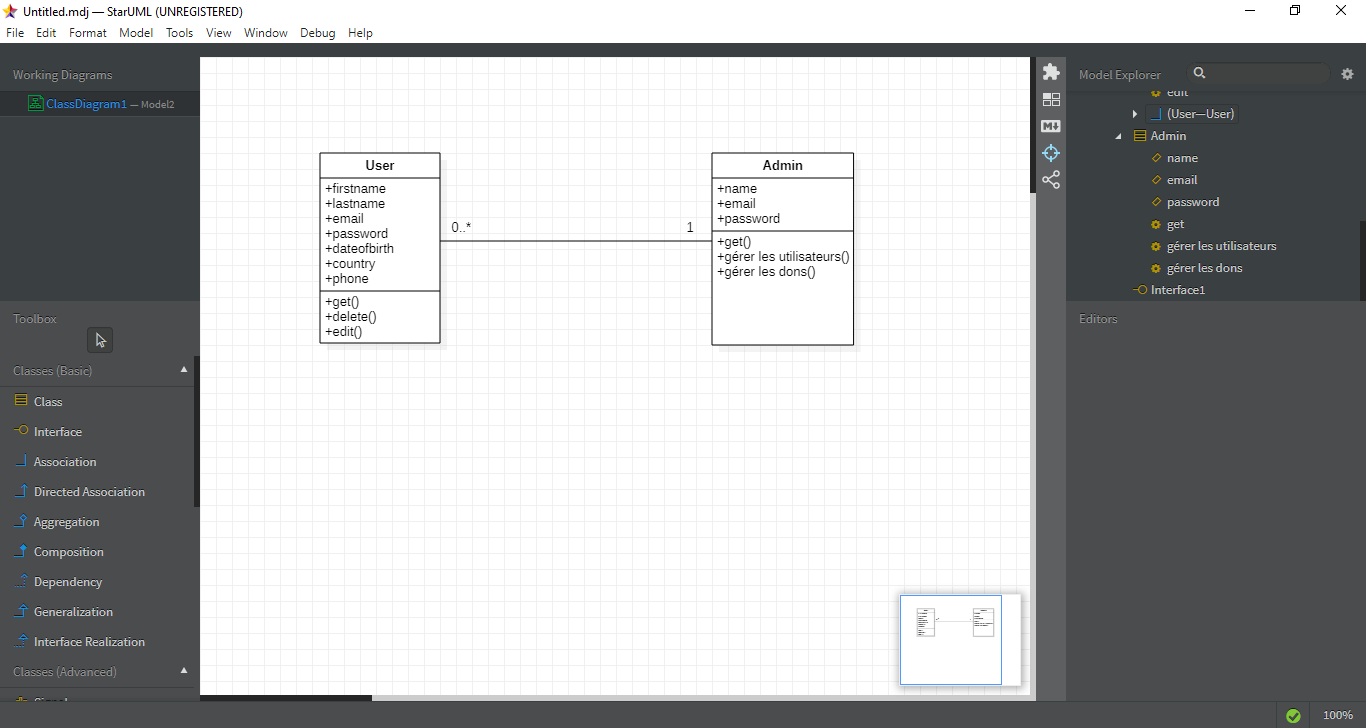 Untitled.mdj — StarUML (UNREGISTERED)
File Edit Format Model Tools View Window Debug Help
Working Diagrams
ClassDiagram1 — Model2
Toolbox
Classes (Basic)
Class
Interface
Association
Directed Association
Aggregation
Composition
Dependency
Generalization
Interface Realization
Classes (Advanced)
Signal
User
+firstname
+lastname
+email
+password
+dateofbirth
+country
+phone
+get()
+delete()
+edit()
0..*
1
Admin
+name
+email
+password
+get()
+gérer les utilisateurs()
+gérer les dons()
M
Model Explorer
edit
(User—User)
Admin
name
email
password
get
gérer les utilisateurs
gérer les dons
Interface1
Editors
100%